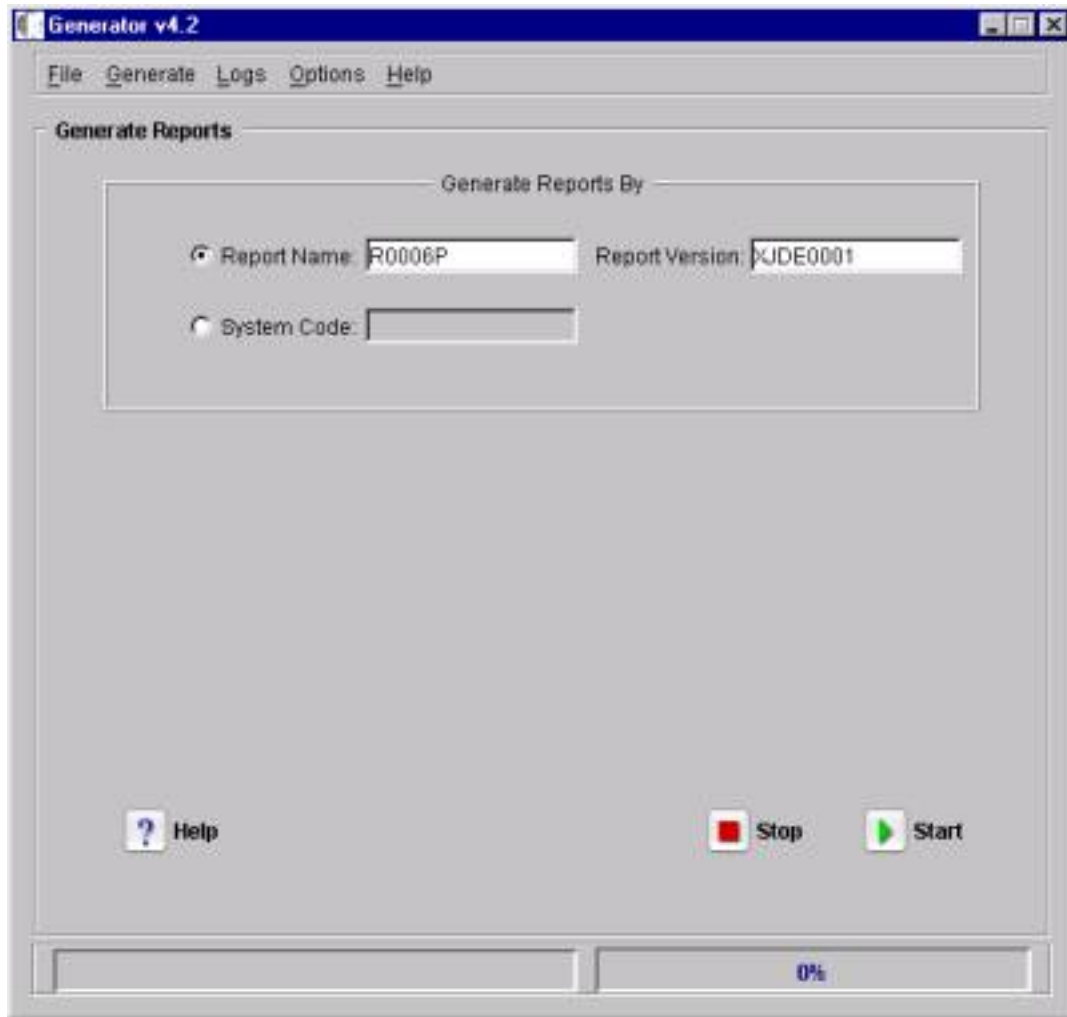 Generator v4.2
File Generate Logs Options Help
Generate Reports
Generate Reports By
Report Name: R0006P Report Version: XJDE0001
System Code:
? Help Stop Start
0%